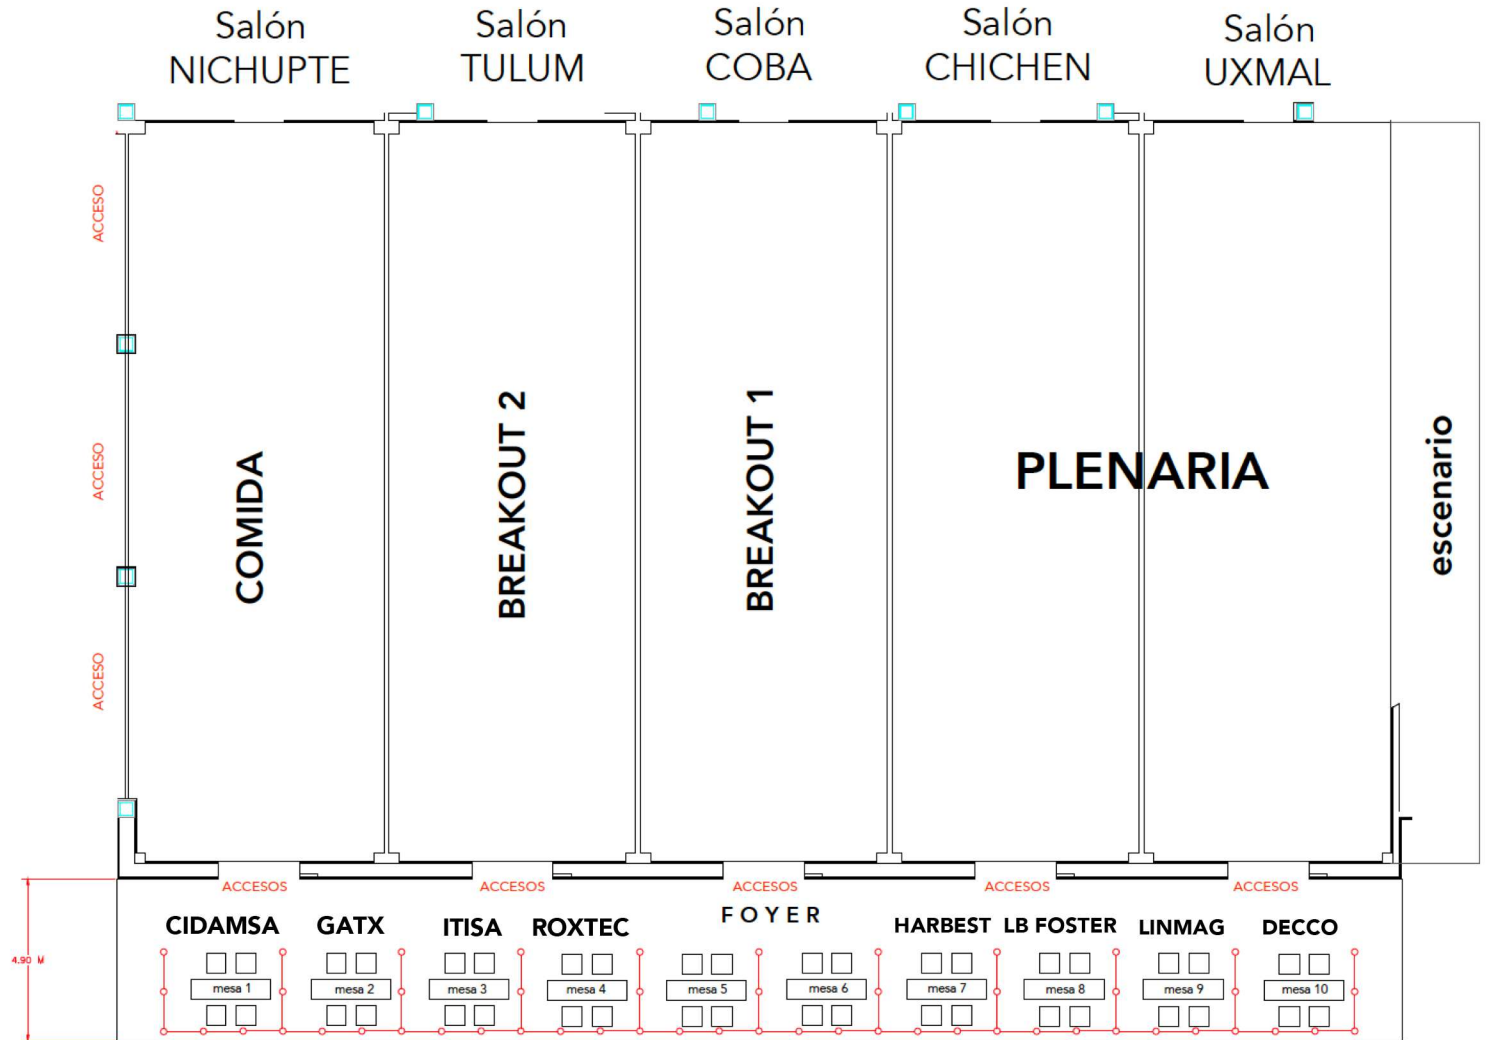 Salón
NICHUPTE
Salón
TULUM
Salón
COBA
Salón
CHICHEN
Salón
UXMAL
ACCESO
ACCESO
ACCESO
COMIDA
BREAKOUT 2
BREAKOUT 1
PLENARIA
escenario
ACCESOS
ACCESOS
ACCESOS
ACCESOS
ACCESOS
FOYER
CIDAMSA
GATX
ITISA
ROXTEC
HARBEST
LB FOSTER
LINMAG
DECCO
4.90 M
mesa 1
mesa 2
mesa 3
mesa 4
mesa 5
mesa 6
mesa 7
mesa 8
mesa 9
mesa 10